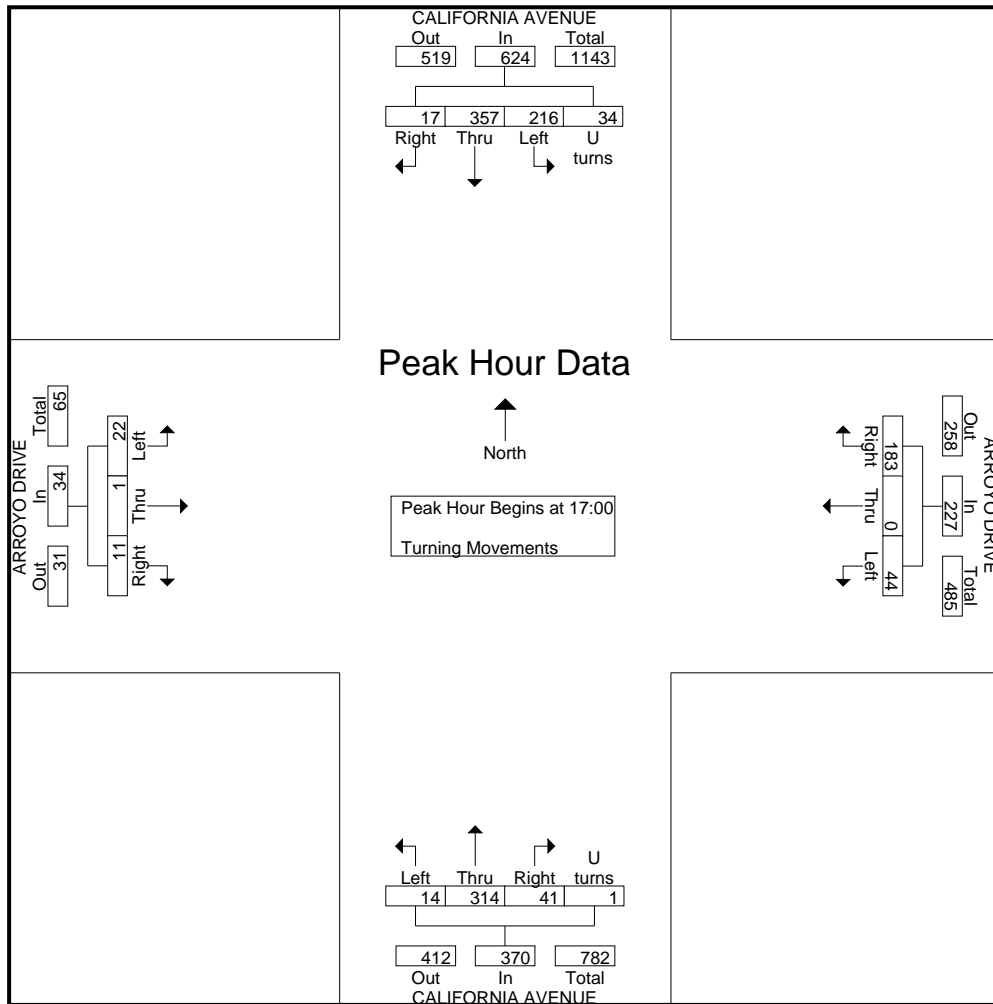 CALIFORNIA AVENUE
Out In Total
519 624 1143
17 357 216 34
Right Thru Left U
turns
Peak Hour Data
North
Peak Hour Begins at 17:00
Turning Movements
ARROYO DRIVE
Total In Out
65 34 31
22 1 11
Left Thru Right
Right Thru Left
183 0 44
Out In Total
258 227 485
ARROYO DRIVE
U
Left Thru Right turns
14 314 41 1
412 370 782
Out In Total
CALIFORNIA AVENUE